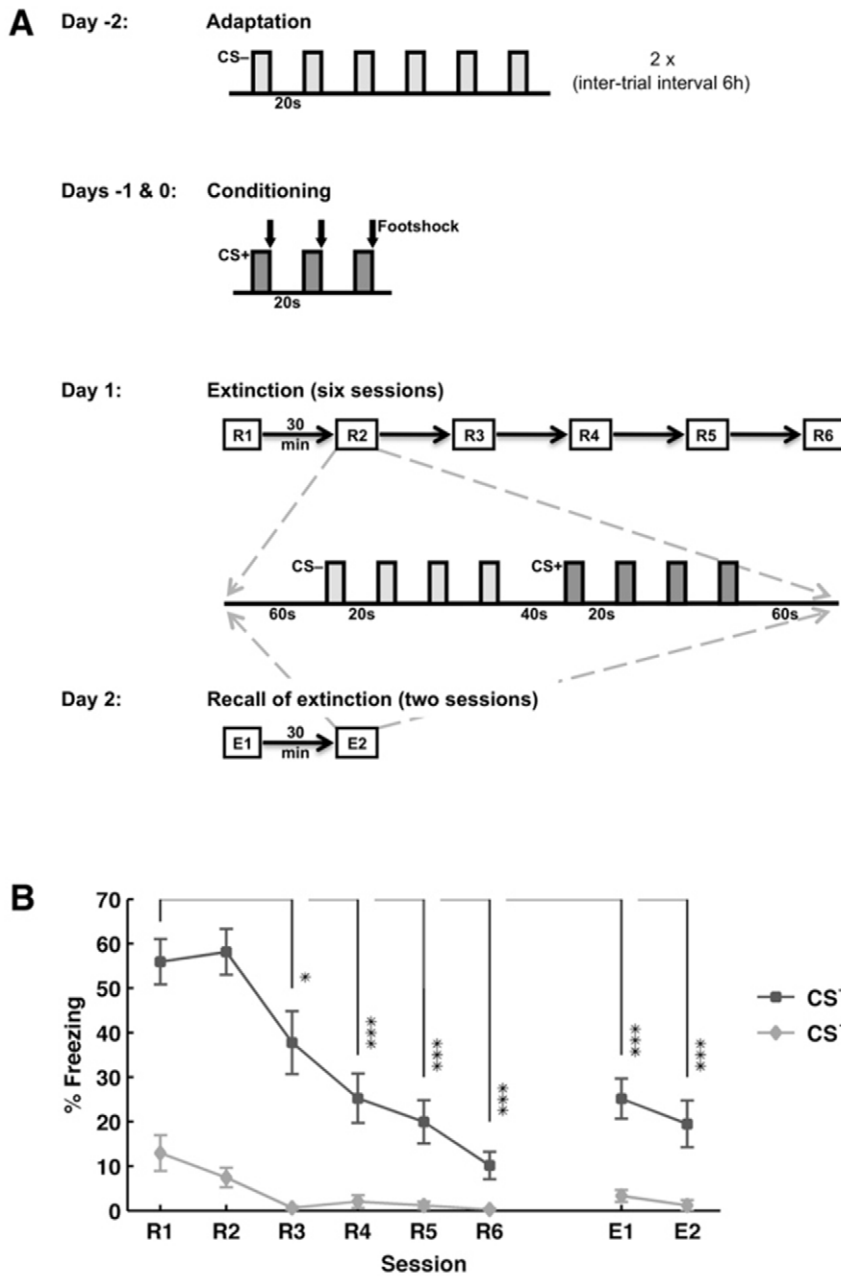 A
Day -2: Adaptation
CS–
20s
2 x
(inter-trial interval 6h)
Days -1 & 0: Conditioning
Footshock
CS+
20s
Day 1: Extinction (six sessions)
R1 30 min R2 R3 R4 R5 R6
CS– CS+
60s 20s 40s 20s 60s
Day 2: Recall of extinction (two sessions)
E1 30 min E2
B
70
60
50
40
30
20
10
0
% Freezing
*
***
***
***
***
***
CS
CS
R1 R2 R3 R4 R5 R6 E1 E2
Session